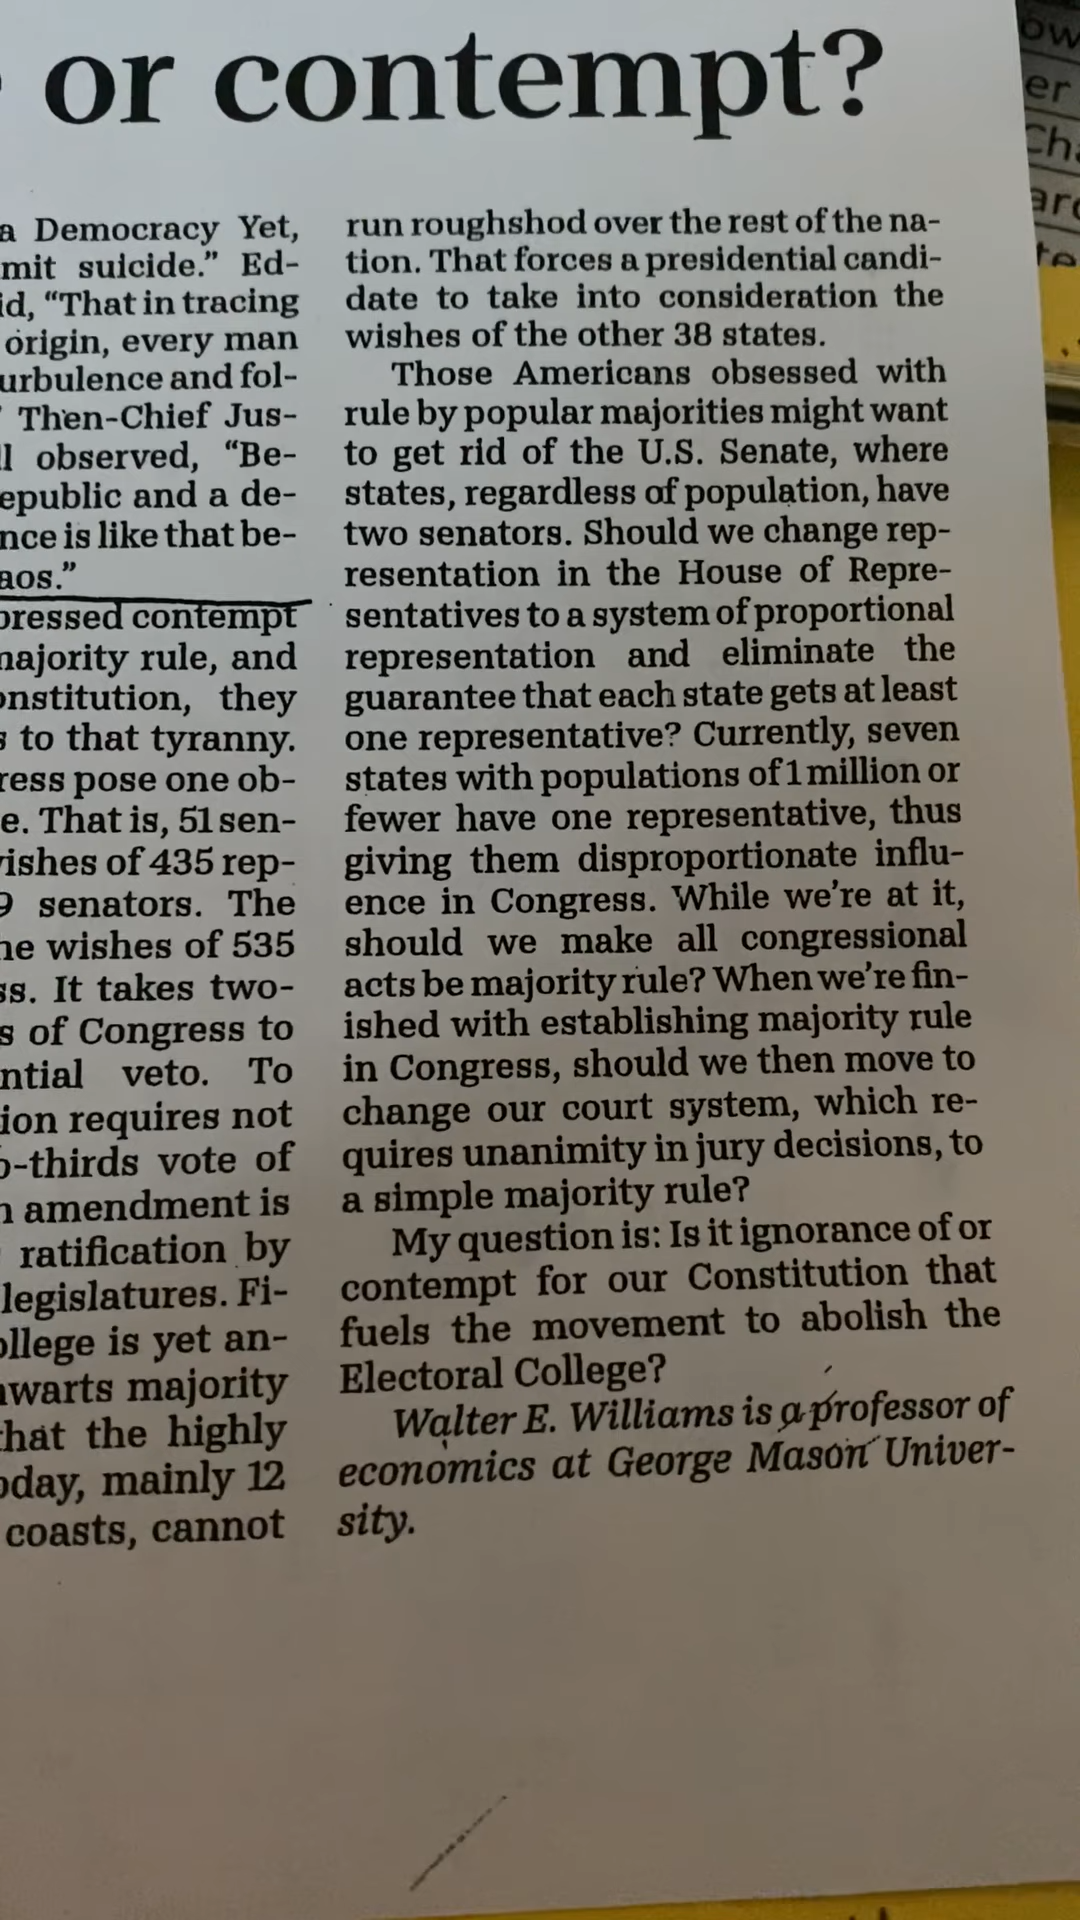 or contempt?
a Democracy Yet,
mit suicide.” Ed-
id, “That in tracing
origin, every man
urbulence and fol-
Then-Chief Jus-
l observed, “Be-
epublic and a de-
nce is like that be-
aos.”
pressed contempt
majority rule, and
onstitution, they
s to that tyranny.
ress pose one ob-
e. That is, 51 sen-
ishes of 435 rep-
9 senators. The
he wishes of 535
ss. It takes two-
s of Congress to
ntial veto. To
ion requires not
o-thirds vote of
n amendment is
ratification by
legislatures. Fi-
ollege is yet an-
warts majority
that the highly
oday, mainly 12
coasts, cannot
run roughshod over the rest of the na-
tion. That forces a presidential candi-
date to take into consideration the
wishes of the other 38 states.
Those Americans obsessed with
rule by popular majorities might want
to get rid of the U.S. Senate, where
states, regardless of population, have
two senators. Should we change rep-
resentation in the House of Repre-
sentatives to a system of proportional
representation and eliminate the
guarantee that each state gets at least
one representative? Currently, seven
states with populations of 1 million or
fewer have one representative, thus
giving them disproportionate influ-
ence in Congress. While we’re at it,
should we make all congressional
acts be majority rule? When we’re fin-
ished with establishing majority rule
in Congress, should we then move to
change our court system, which re-
quires unanimity in jury decisions, to
a simple majority rule?
My question is: Is it ignorance of or
contempt for our Constitution that
fuels the movement to abolish the
Electoral College?
Walter E. Williams is a professor of
economics at George Mason Univer-
sity.
ow
er
Cha
ard
te